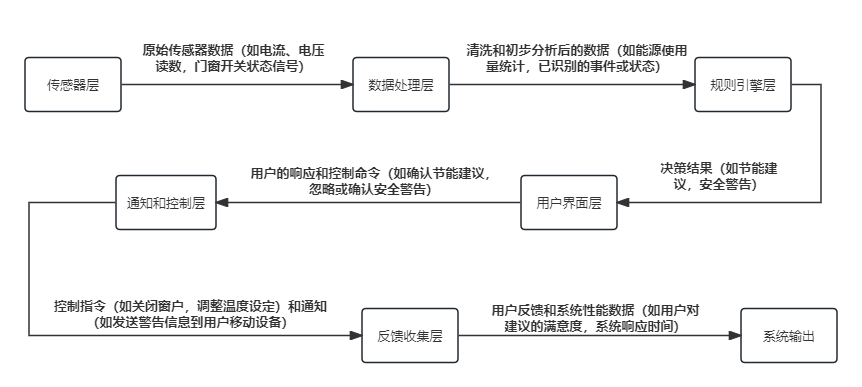 原始传感器数据（如电流、电压
读数，门窗开关状态信号）
清洗和初步分析后的数据（如能源使用
量统计，已识别的事件或状态）
传感器层
数据处理层
规则引擎层
用户的响应和控制命令（如确认节能建议，
忽略或确认安全警告）
决策结果（如节能建
议，安全警告）
通知和控制层
用户界面层
控制指令（如关闭窗户，调整温度设定）和通知
（如发送警告信息到用户移动设备）
用户反馈和系统性能数据（如用户对
建议的满意度，系统响应时间）
反馈收集层
系统输出